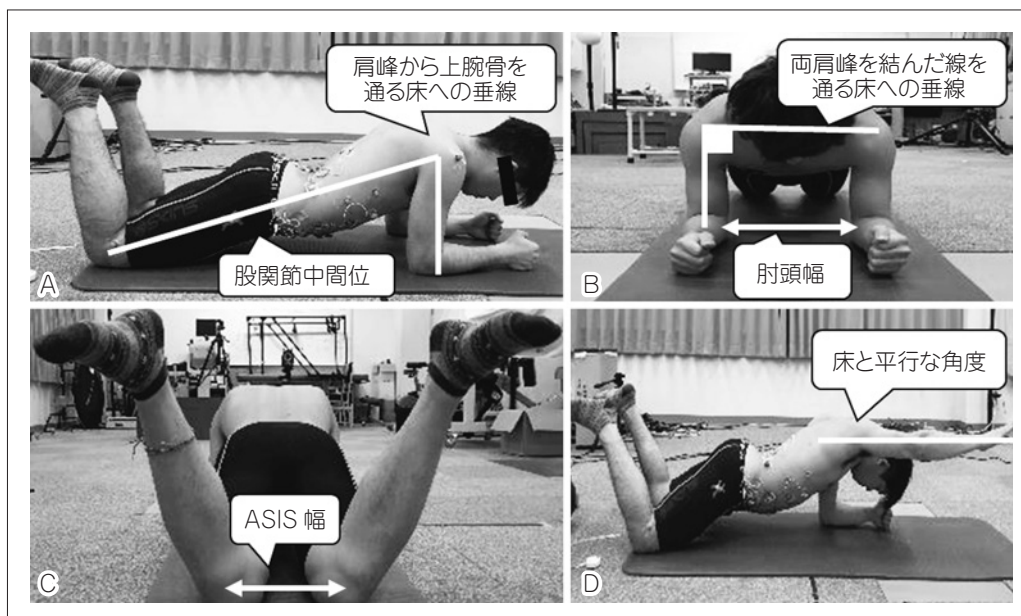 肩峰から上腕骨を
通る床への垂線
股関節中間位
A
両肩峰を結んだ線を
通る床への垂線
肘頭幅
B
ASIS 幅
C
床と平行な角度
D